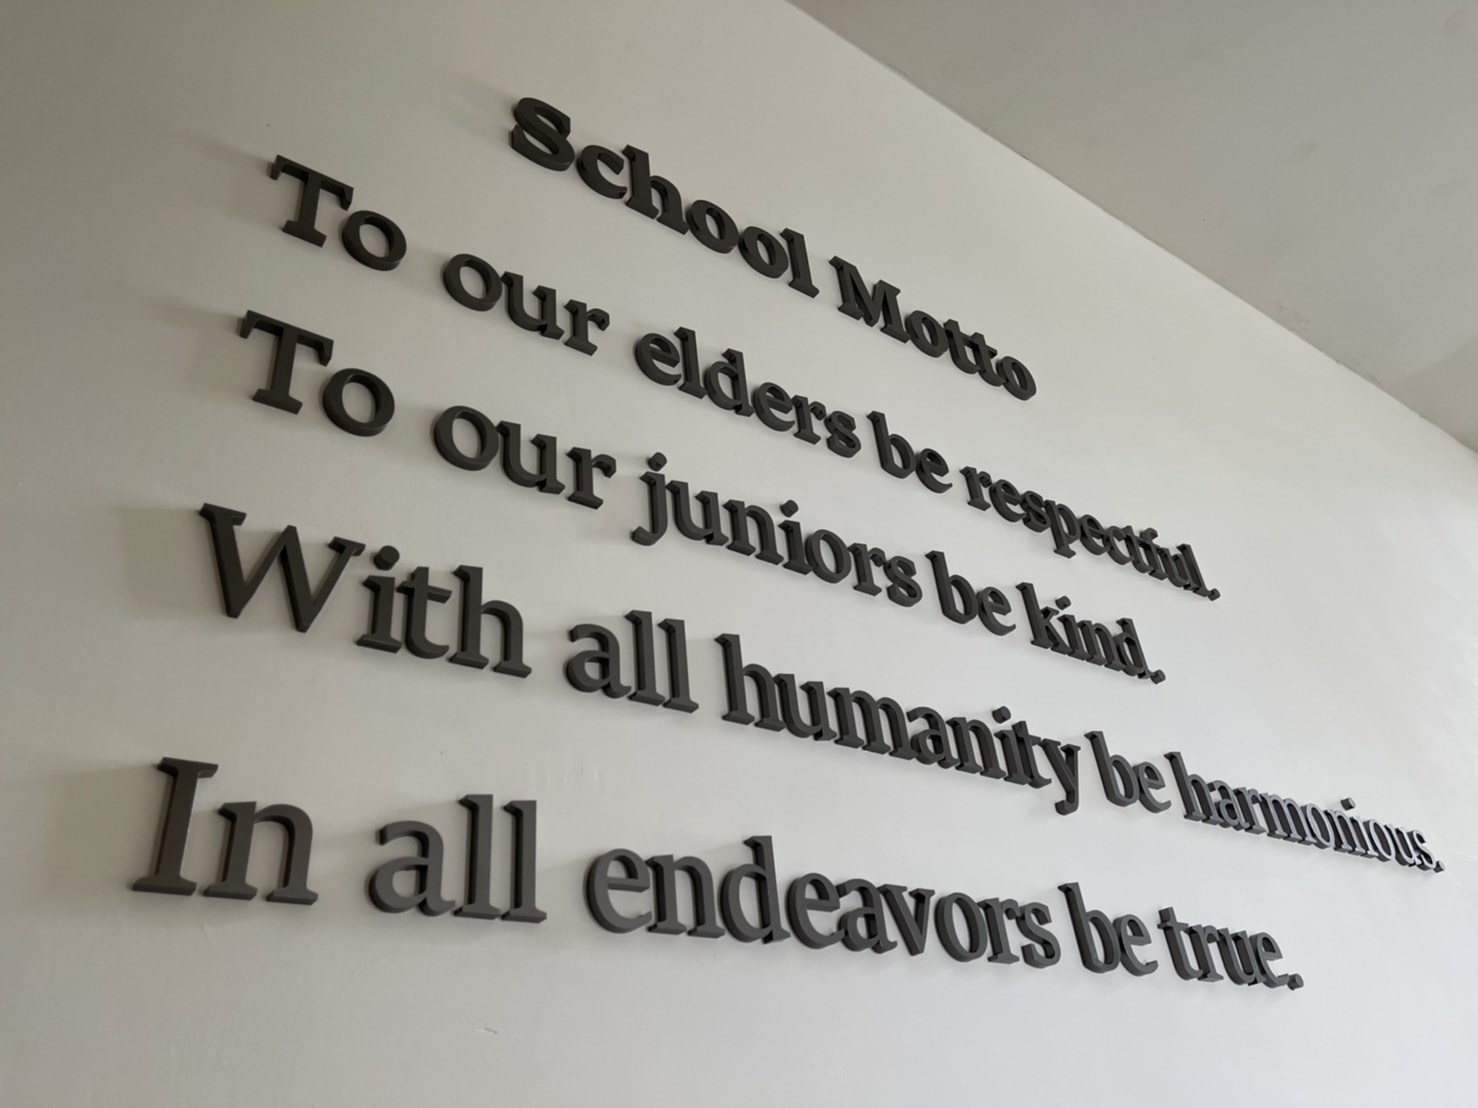 School Motto
To our elders be respectful.
To our juniors be kind.
With all humanity be harmonious.
In all endeavors be true.